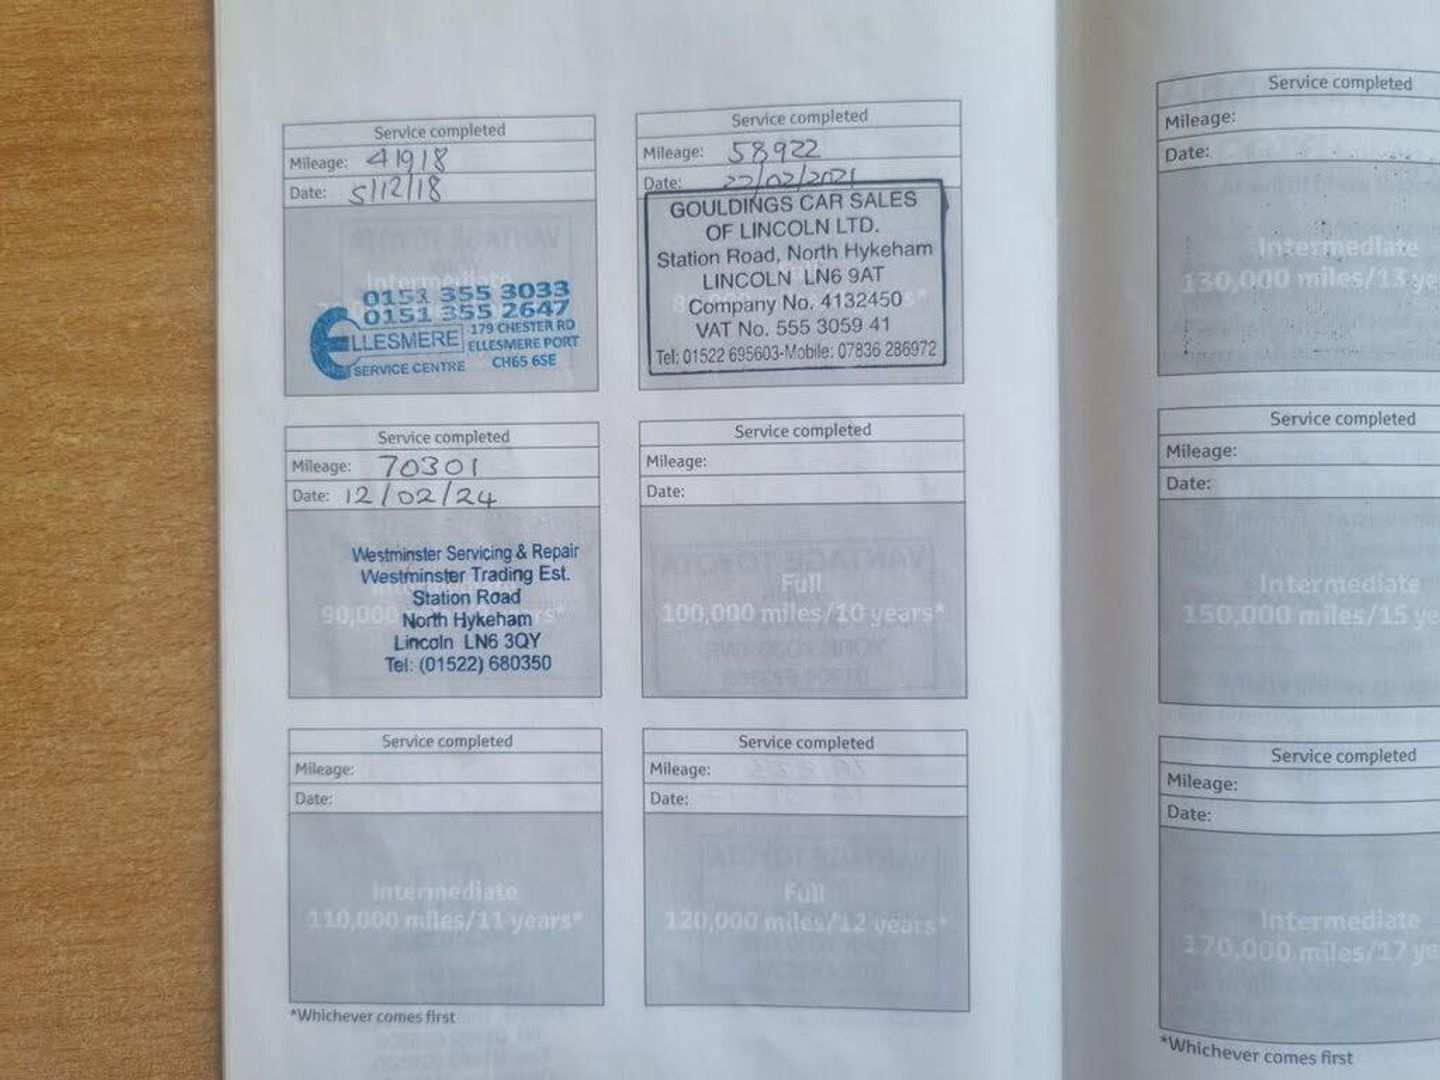 Service completed
Mileage: 41918
Date: 5/12/18
Intermediate
0151 355 3033
0151 355 2647
ELLESMERE
SERVICE CENTRE
179 CHESTER RD
ELLESMERE PORT
CH65 6SE
Service completed
Mileage: 58922
Date: 22/02/2021
GOULDINGS CAR SALES
OF LINCOLN LTD.
Station Road, North Hykeham
LINCOLN LN6 9AT
Company No. 4132450
VAT No. 555 3059 41
Tel: 01522 695603-Mobile: 07836 286972
Service completed
Mileage: 70301
Date: 12/02/24
Westminster Servicing & Repair
Westminster Trading Est.
Station Road
North Hykeham
Lincoln LN6 3QY
Tel: (01522) 680350
Service completed
Mileage:
Date:
Full
100,000 miles/10 years*
Service completed
Mileage:
Date:
Intermediate
110,000 miles/11 years*
Service completed
Mileage:
Date:
Full
120,000 miles/12 years*
*Whichever comes first
Service completed
Mileage:
Date:
Intermediate
130,000 miles/13
Service completed
Mileage:
Date:
Intermediate
150,000 miles/15
Service completed
Mileage:
Date:
Intermediate
170,000 miles/17
*Whichever comes first